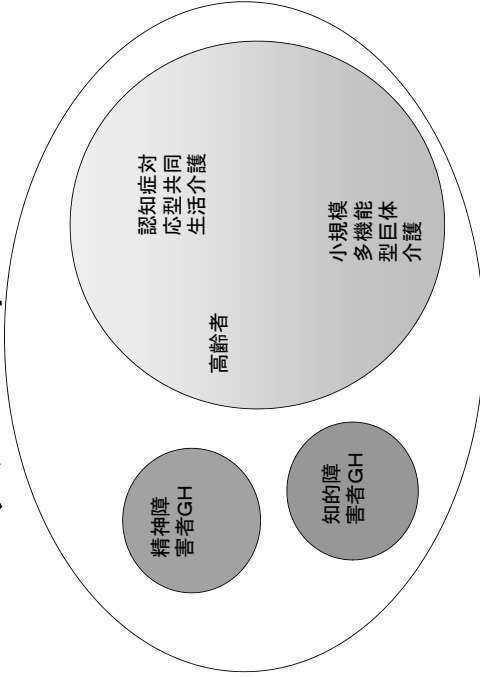 認知症対
応型共同
生活介護
小規模
多機能
型巨体
介護
高齢者
精神障
害者GH
知的障
害者GH